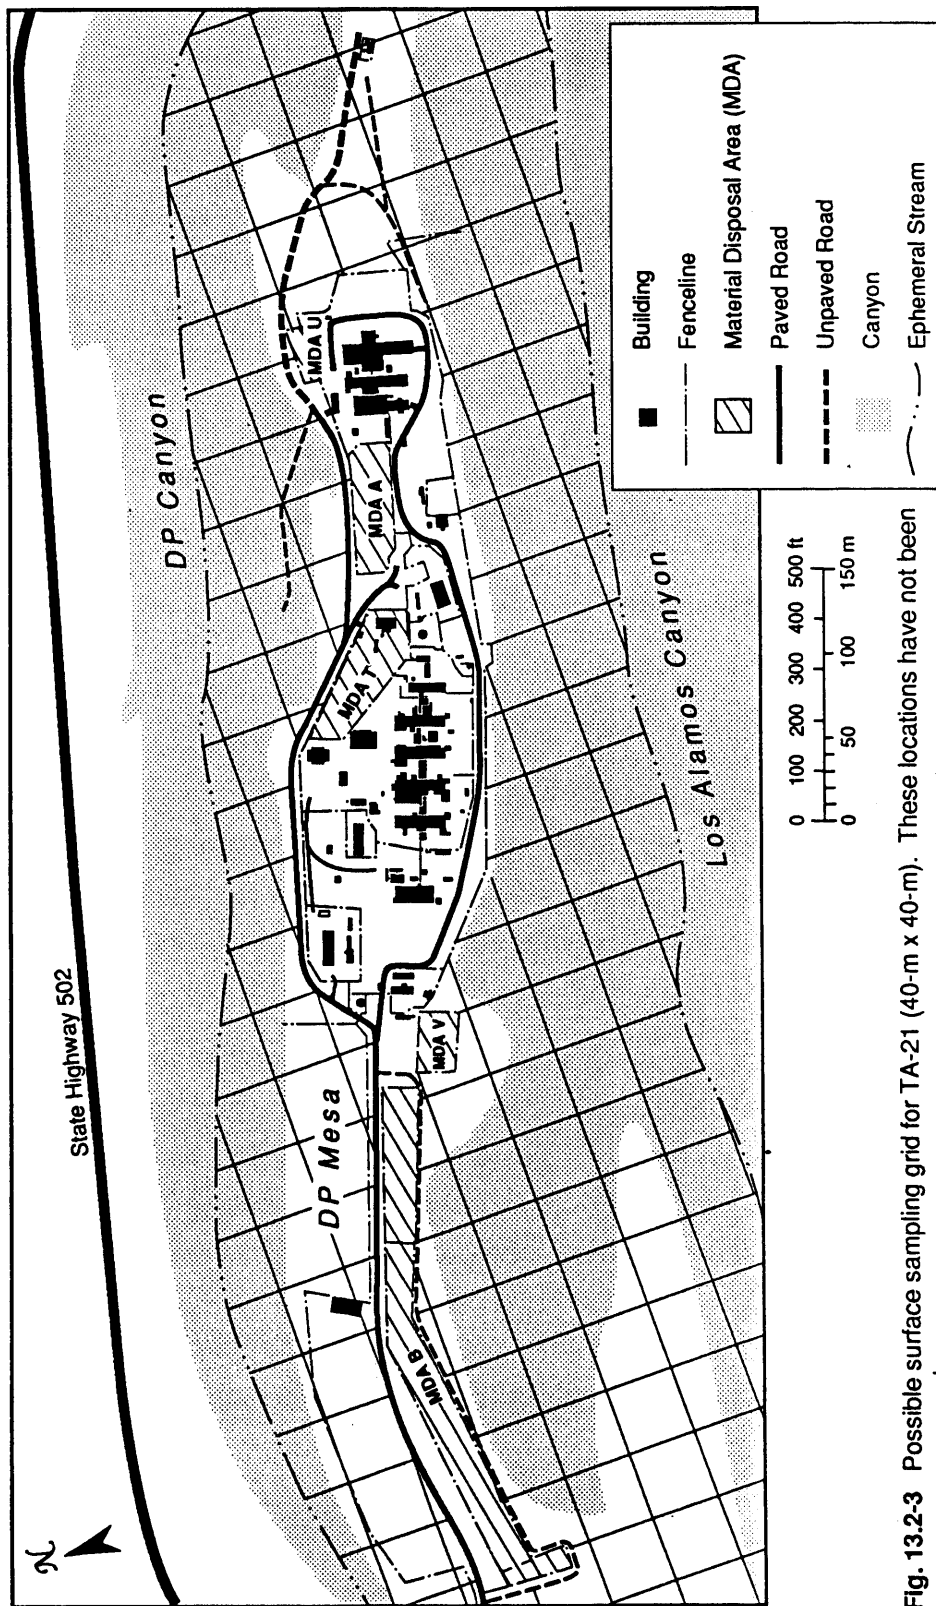 N
State Highway 502
DP Canyon
DP Mesa
MDA U
MDA A
MDA T
MDA V
MDA B
Los Alamos Canyon
Building
Fenceline
Material Disposal Area (MDA)
Paved Road
Unpaved Road
Canyon
Ephemeral Stream
0 100 200 300 400 500 ft
0 50 100 150 m
Fig. 13.2-3 Possible surface sampling grid for TA-21 (40-m x 40-m). These locations have not been